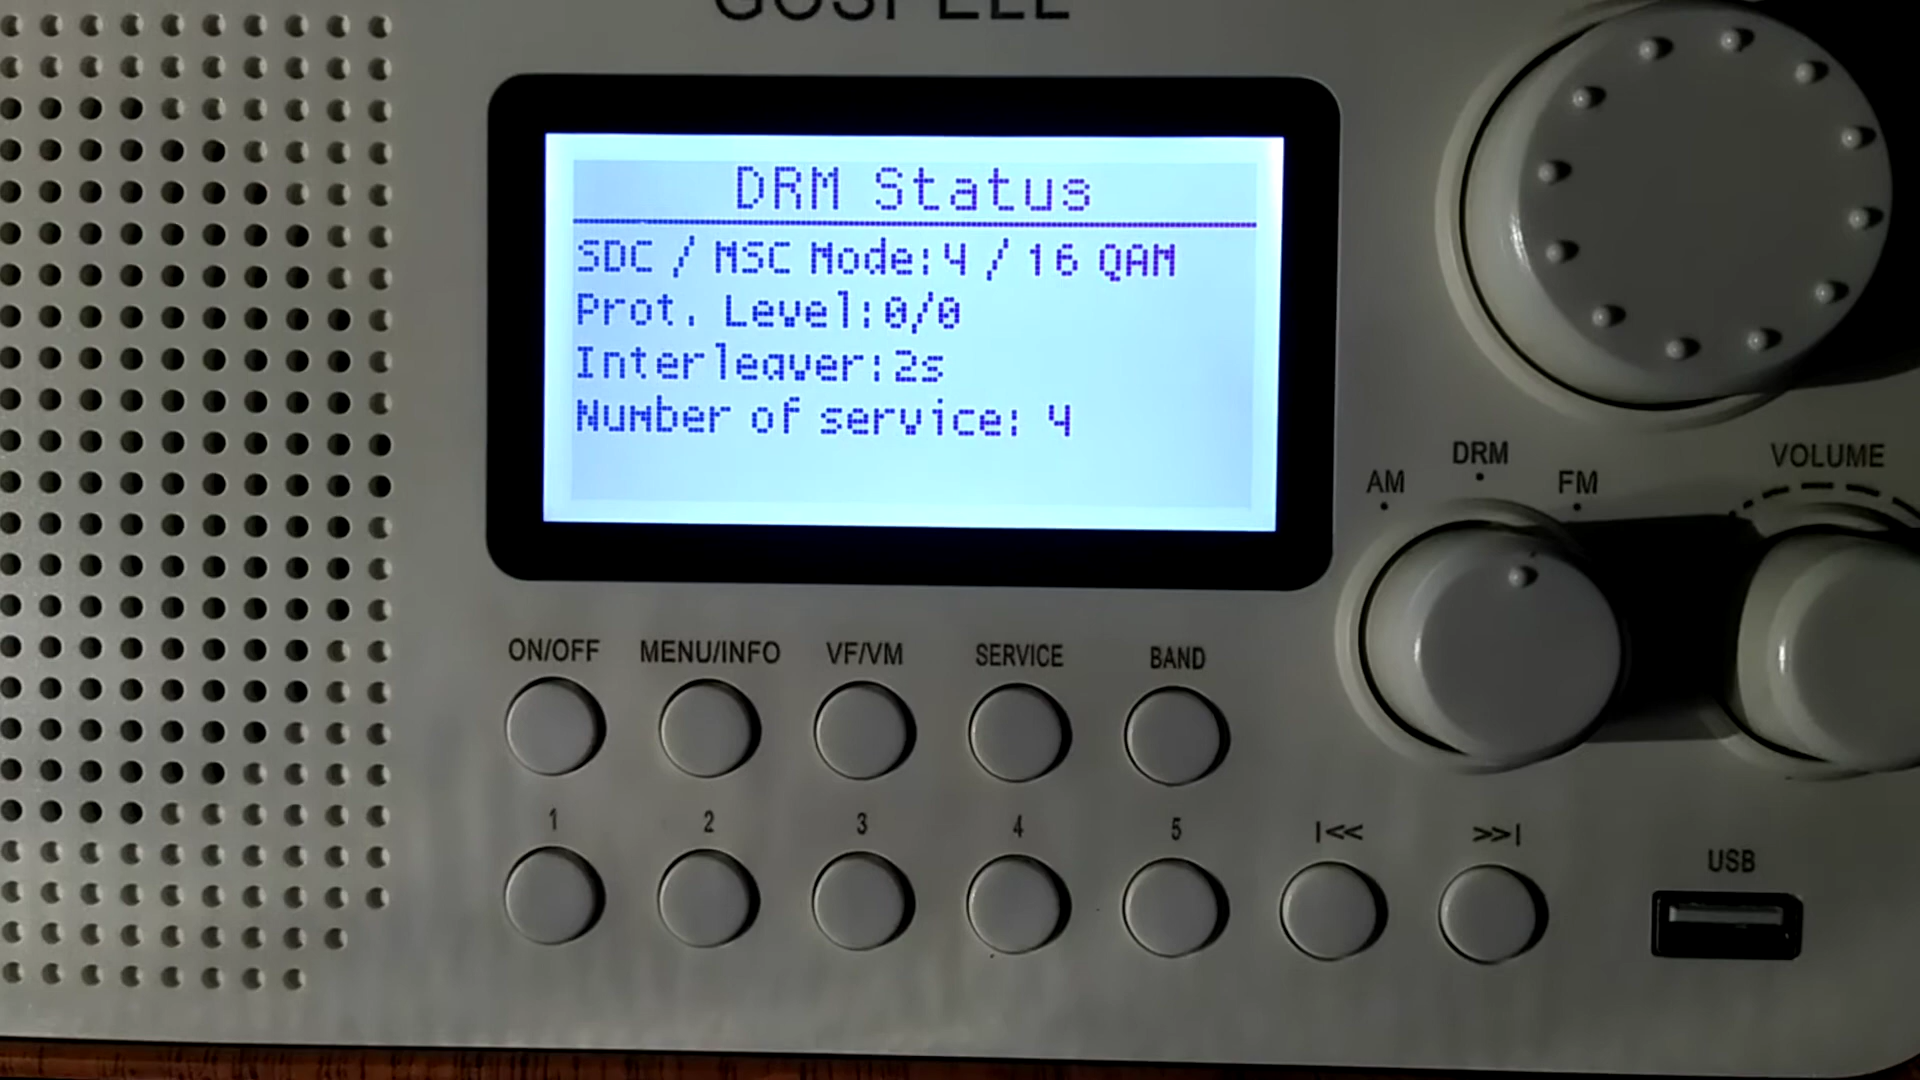 GOSPELL
DRM Status
SDC / MSC Mode:4 / 16 QAM
Prot. Level:0/0
Interleaver:2s
Number of service: 4
AM
DRM
FM
VOLUME
ON/OFF
MENU/INFO
VF/VM
SERVICE
BAND
1
2
3
4
5
|<<
>>|
USB